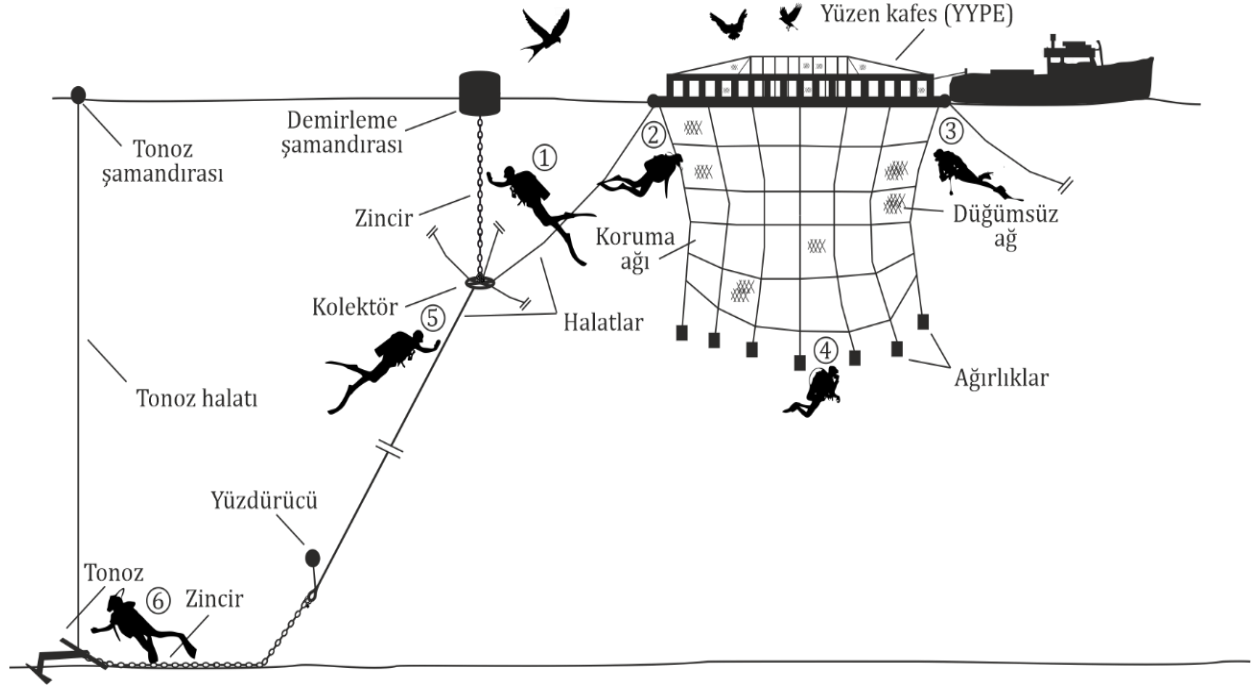 Yüzen kafes (YYPE)
Demirleme
şamandırası
Tonoz
şamandırası
①
②
③
Zincir
Koruma
ağı
Düğümsüz
ağ
Kolektör
⑤
Halatlar
④
Ağırlıklar
Tonoz halatı
Yüzdürücü
Tonoz
⑥
Zincir